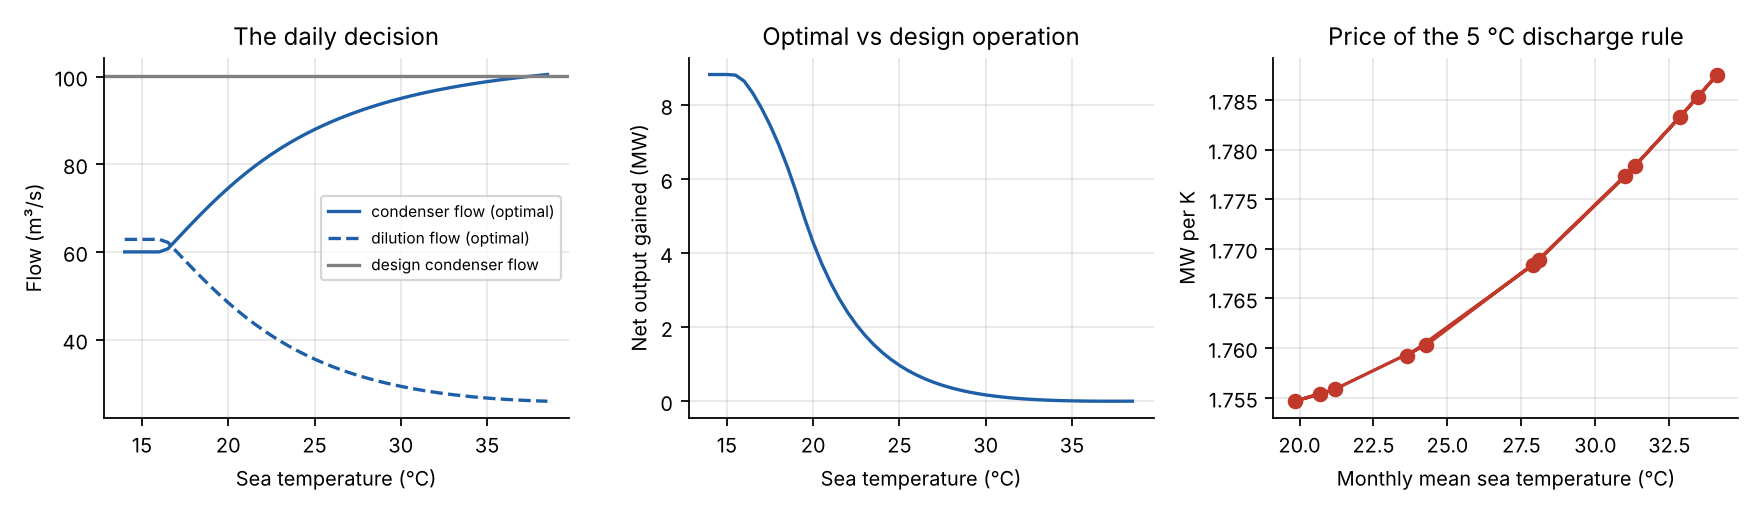 The daily decision
Flow (m³/s)
100
80
60
40
condenser flow (optimal)
dilution flow (optimal)
design condenser flow
15 20 25 30 35
Sea temperature (°C)
Optimal vs design operation
Net output gained (MW)
8
6
4
2
0
15 20 25 30 35
Sea temperature (°C)
Price of the 5 °C discharge rule
MW per K
1.785
1.780
1.775
1.770
1.765
1.760
1.755
20.0 22.5 25.0 27.5 30.0 32.5
Monthly mean sea temperature (°C)